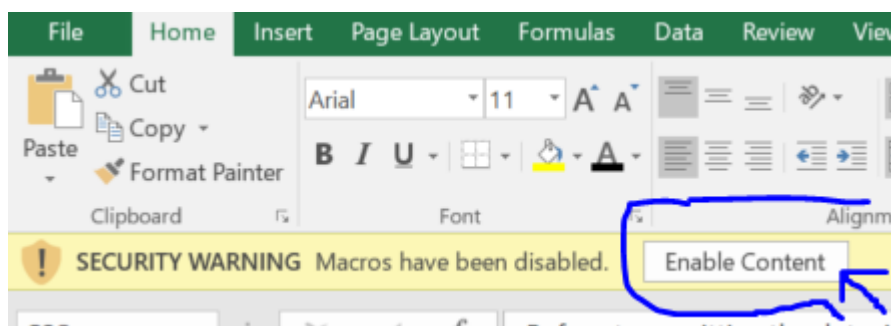 File Home Insert Page Layout Formulas Data Review View
Cut
Copy
Paste
Format Painter
Arial 11 A A
B I U A
Clipboard Font
SECURITY WARNING Macros have been disabled. Enable Content